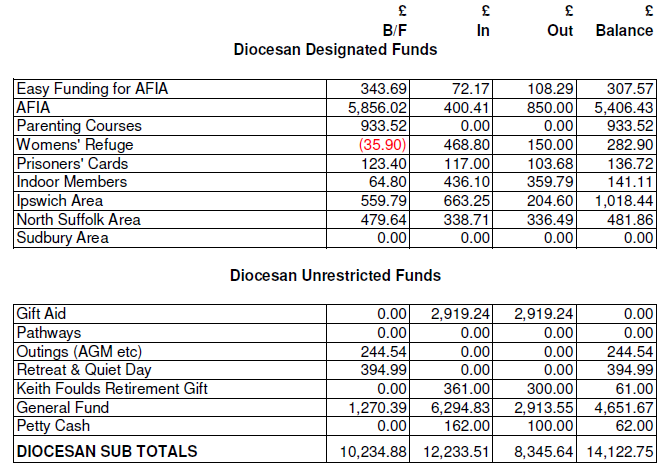 £ £ £ £
B/F In Out Balance
Diocesan Designated Funds
Easy Funding for AFIA 343.69 72.17 108.29 307.57
AFIA 5,856.02 400.41 850.00 5,406.43
Parenting Courses 933.52 0.00 0.00 933.52
Womens' Refuge (35.90) 468.80 150.00 282.90
Prisoners' Cards 123.40 117.00 103.68 136.72
Indoor Members 64.80 436.10 359.79 141.11
Ipswich Area 559.79 663.25 204.60 1,018.44
North Suffolk Area 479.64 338.71 336.49 481.86
Sudbury Area 0.00 0.00 0.00 0.00
Diocesan Unrestricted Funds
Gift Aid 0.00 2,919.24 2,919.24 0.00
Pathways 0.00 0.00 0.00 0.00
Outings (AGM etc) 244.54 0.00 0.00 244.54
Retreat & Quiet Day 394.99 0.00 0.00 394.99
Keith Foulds Retirement Gift 0.00 361.00 300.00 61.00
General Fund 1,270.39 6,294.83 2,913.55 4,651.67
Petty Cash 0.00 162.00 100.00 62.00
DIOCESAN SUB TOTALS 10,234.88 12,233.51 8,345.64 14,122.75